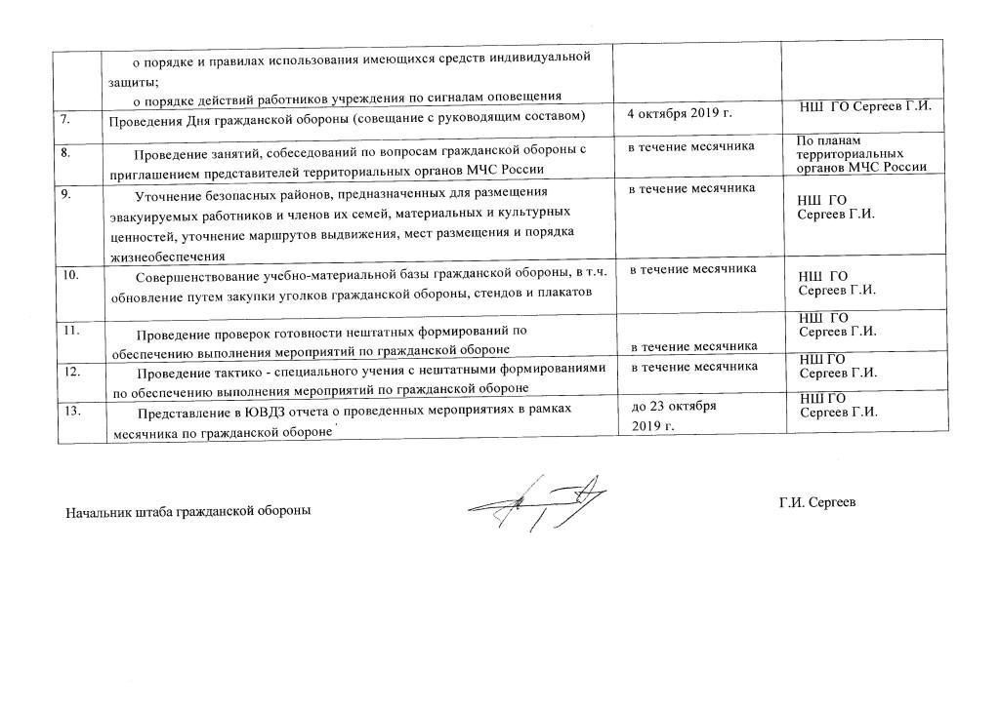 о порядке и правилах использования имеющихся средств индивидуальной
защиты;
о порядке действий работников учреждения по сигналам оповещения
7.
Проведения Дня гражданской обороны (совещание с руководящим составом)
4 октября 2019 г.
НШ ГО Сергеев Г.И.
8.
Проведение занятий, собеседований по вопросам гражданской обороны с
приглашением представителей территориальных органов МЧС России
в течение месячника
По планам
территориальных
органов МЧС России
9.
Уточнение безопасных районов, предназначенных для размещения
эвакуируемых работников и членов их семей, материальных и культурных
ценностей, уточнение маршрутов выдвижения, мест размещения и порядка
жизнеобеспечения
в течение месячника
НШ ГО
Сергеев Г.И.
10.
Совершенствование учебно-материальной базы гражданской обороны, в т.ч.
обновление путем закупки уголков гражданской обороны, стендов и плакатов
в течение месячника
НШ ГО
Сергеев Г.И.
11.
Проведение проверок готовности нештатных формирований по
обеспечению выполнения мероприятий по гражданской обороне
в течение месячника
НШ ГО
Сергеев Г.И.
12.
Проведение тактико - специального учения с нештатными формированиями
по обеспечению выполнения мероприятий по гражданской обороне
в течение месячника
НШ ГО
Сергеев Г.И.
13.
Представление в ЮВДЗ отчета о проведенных мероприятиях в рамках
месячника по гражданской обороне
до 23 октября
2019 г.
НШ ГО
Сергеев Г.И.
Начальник штаба гражданской обороны
Г.И. Сергеев